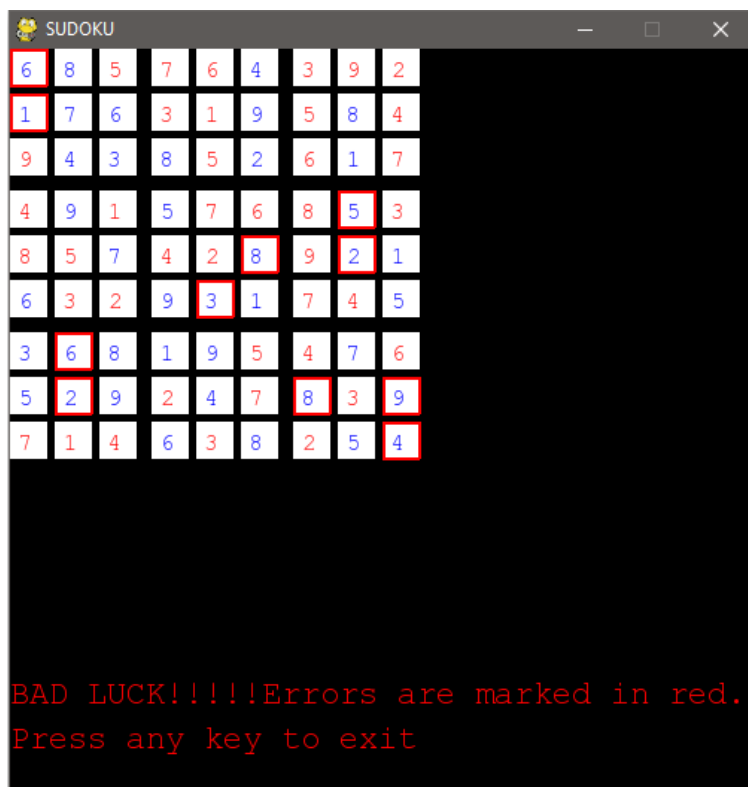 SUDOKU
6 8 5 7 6 4 3 9 2
1 7 6 3 1 9 5 8 4
9 4 3 8 5 2 6 1 7
4 9 1 5 7 6 8 5 3
8 5 7 4 2 8 9 2 1
6 3 2 9 3 1 7 4 5
3 6 8 1 9 5 4 7 6
5 2 9 2 4 7 8 3 9
7 1 4 6 3 8 2 5 4
BAD LUCK!!!!!Errors are marked in red.
Press any key to exit